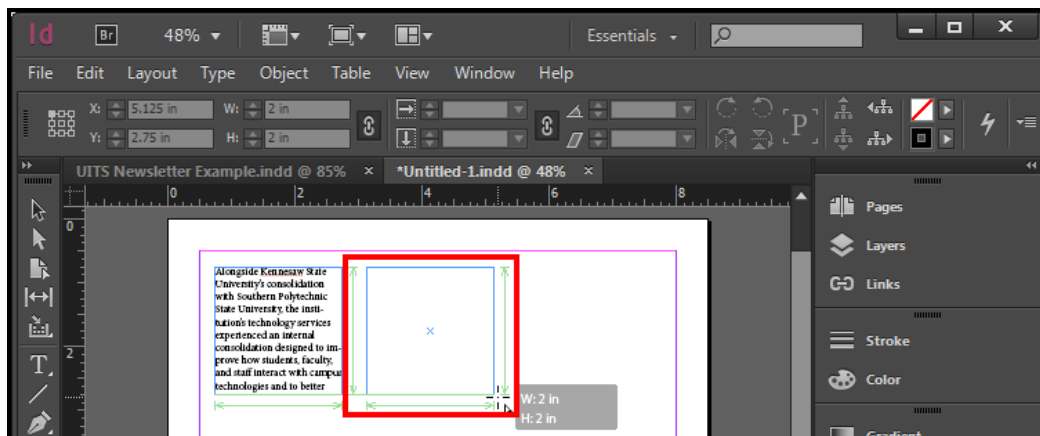 Id Br 48% Essentials
File Edit Layout Type Object Table View Window Help
X: 5.125 in W: 2 in
Y: 2.75 in H: 2 in
P
UITS Newsletter Example.indd @ 85% × *Untitled-1.indd @ 48% ×
0 2 4 6 8
0
2
Pages
Layers
Links
Stroke
Color
Gradient
Alongside Kennesaw State
University's consolidation
with Southern Polytechnic
State University, the insti-
tution's technology services
experienced an internal
consolidation designed to im-
prove how students, faculty,
and staff interact with campus
technologies and to better
W: 2 in
H: 2 in
T